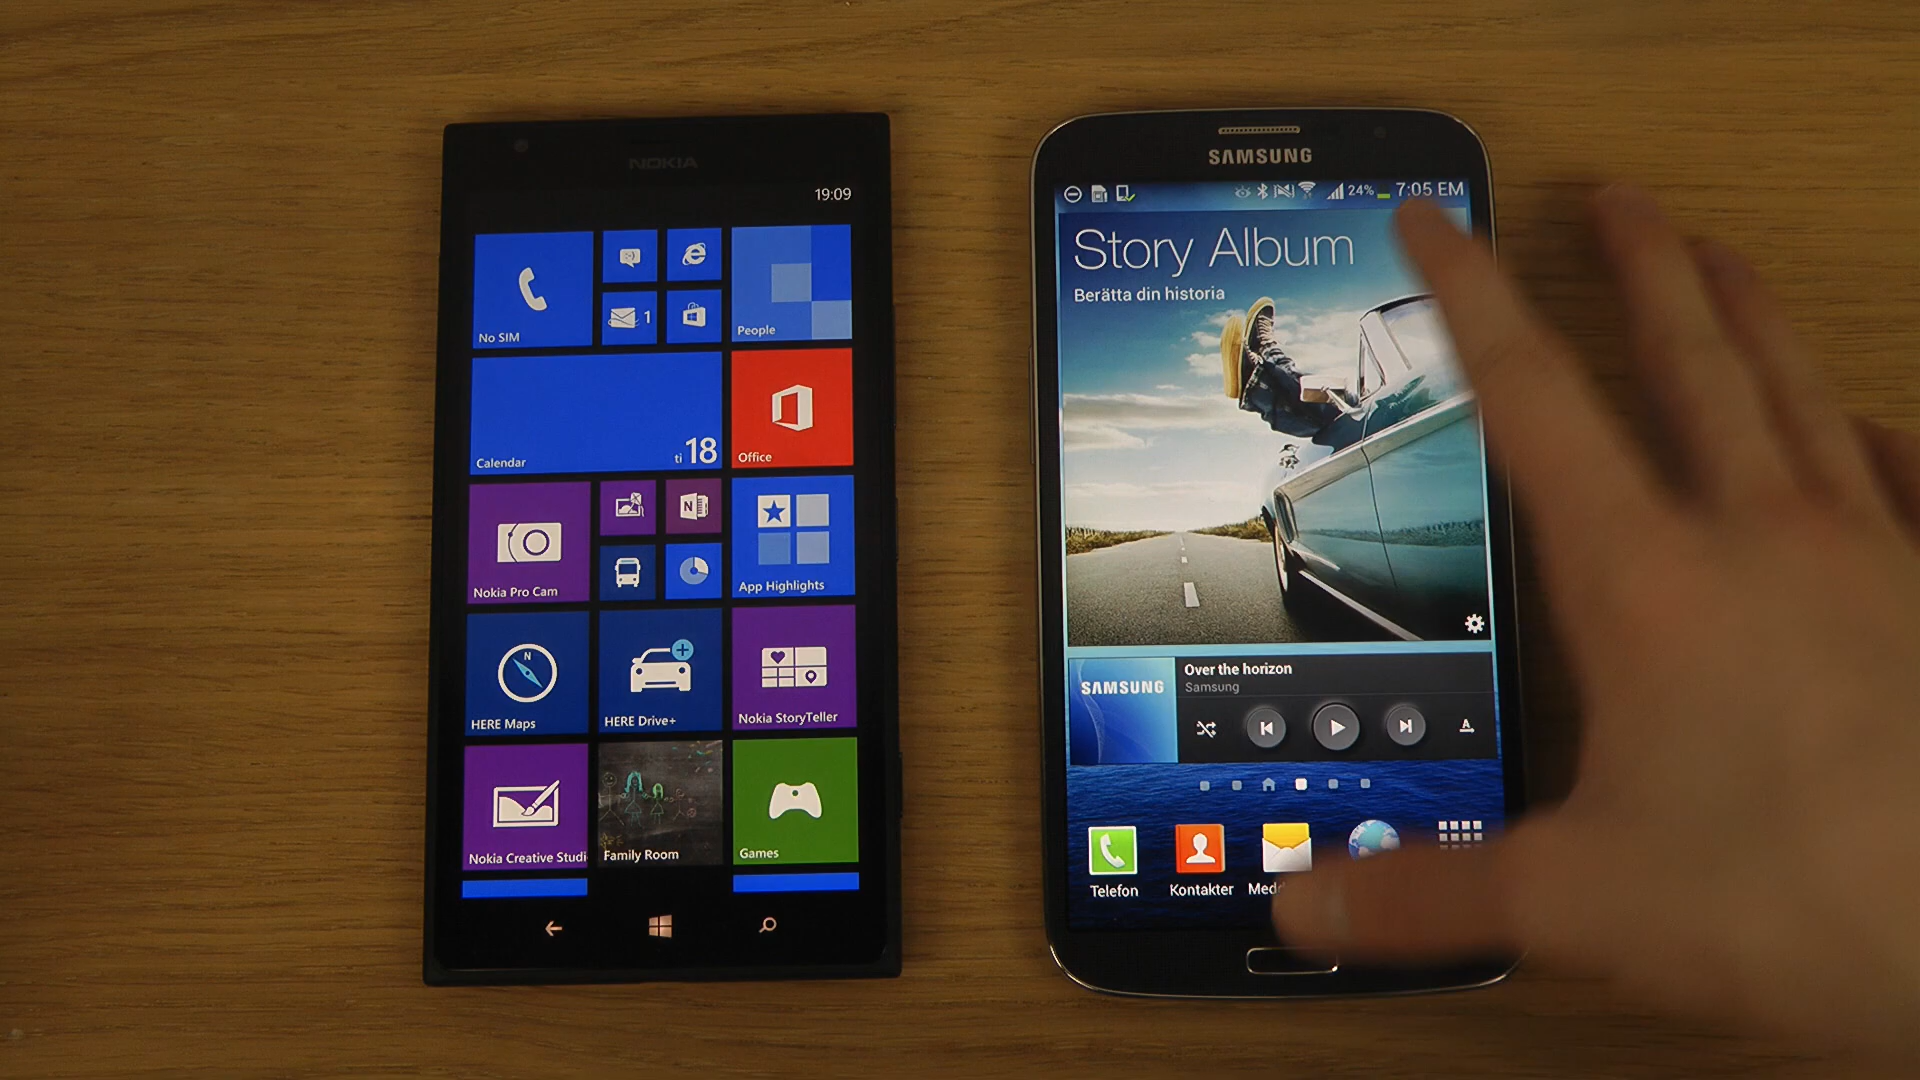 NOKIA
19:09
No SIM
1
People
Calendar
ti 18
Office
Nokia Pro Cam
N
App Highlights
N
HERE Maps
HERE Drive+
Nokia StoryTeller
Nokia Creative Studi
Family Room
Games
SAMSUNG
24%
7:05 EM
Story Album
Berätta din historia
SAMSUNG
Over the horizon
Samsung
A
Telefon
Kontakter